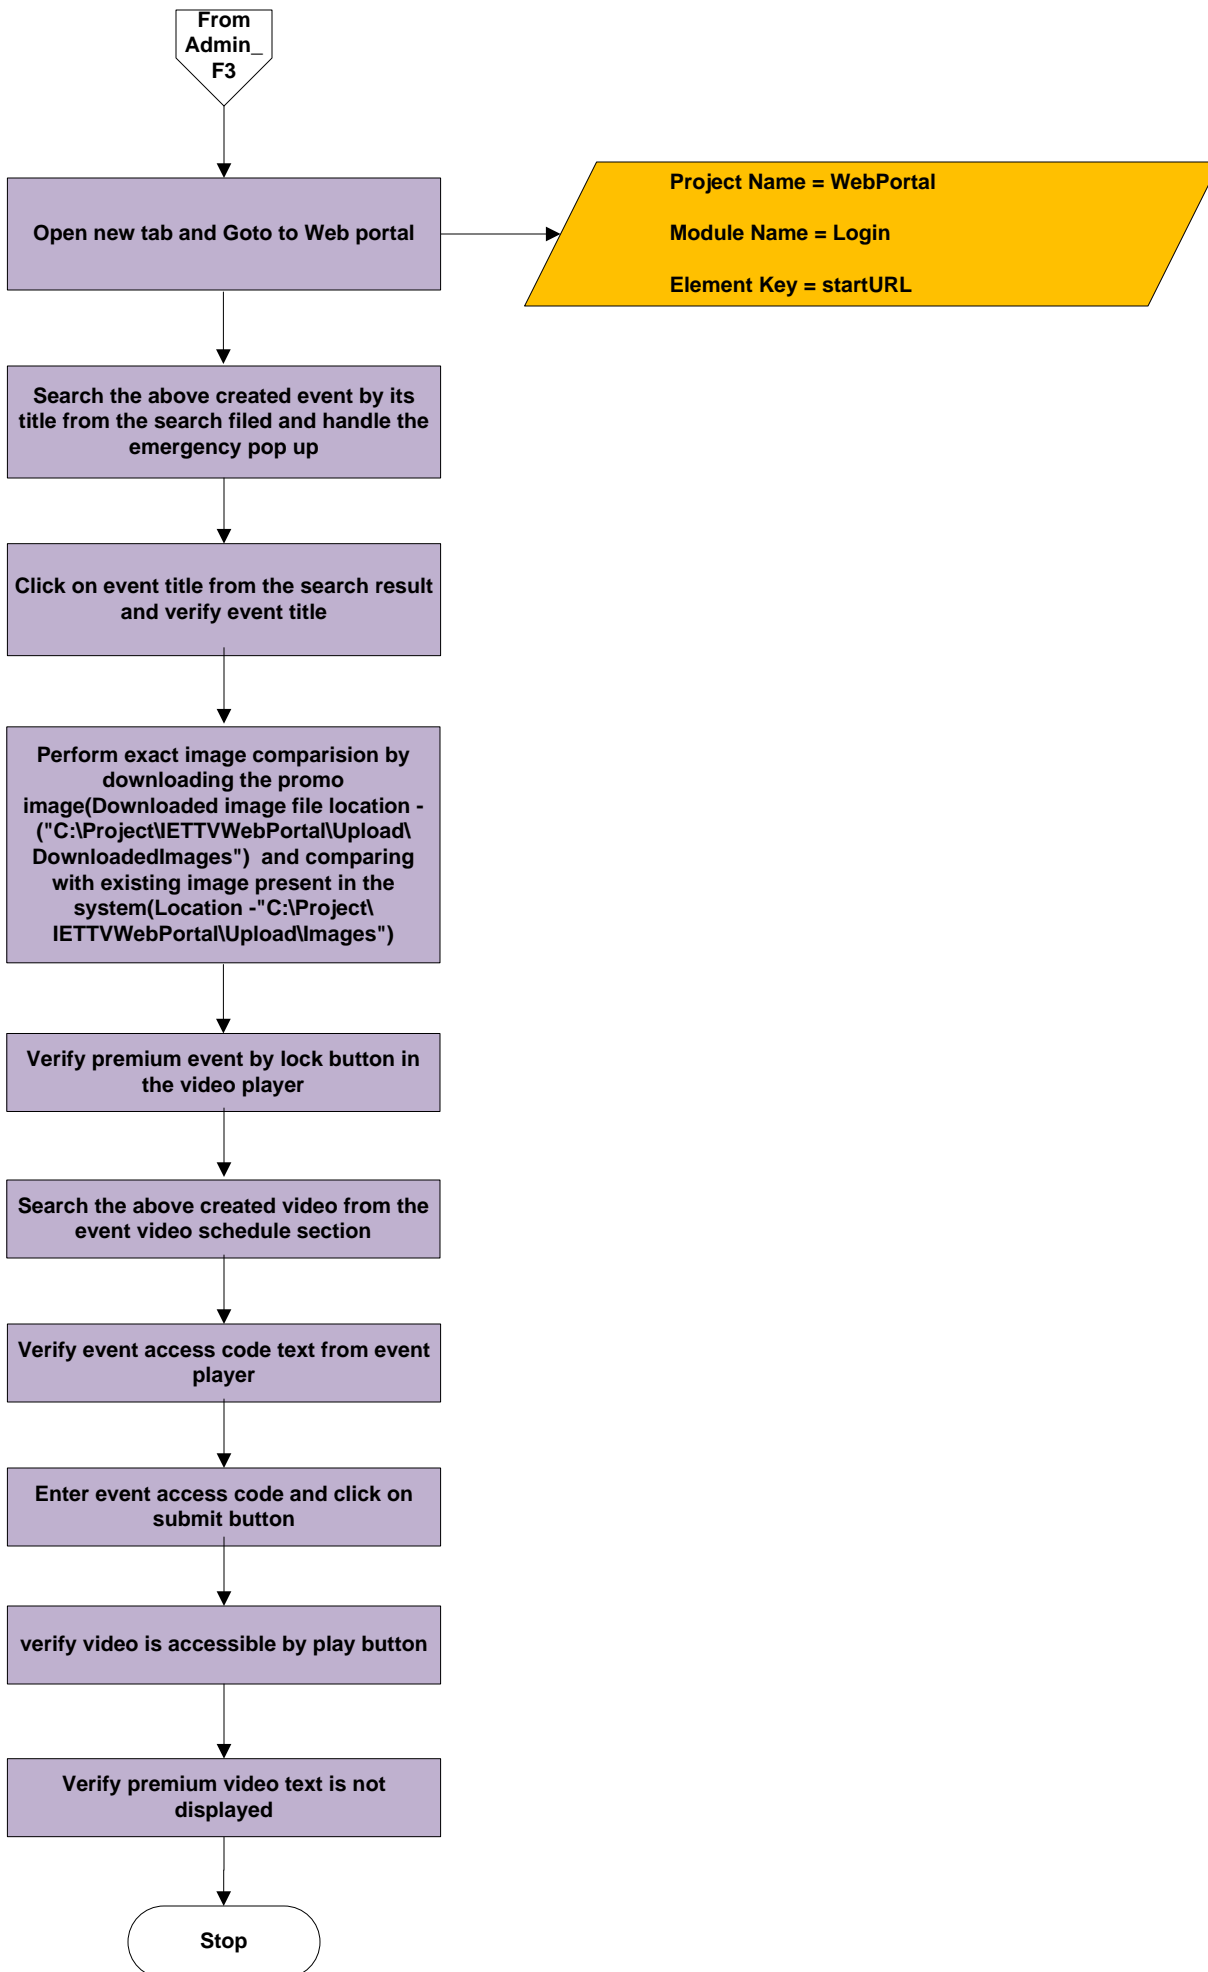 From
Admin_
F3
Open new tab and Goto to Web portal
Project Name = WebPortal
Module Name = Login
Element Key = startURL
Search the above created event by its
title from the search filed and handle the
emergency pop up
Click on event title from the search result
and verify event title
Perform exact image comparision by
downloading the promo
image(Downloaded image file location -
("C:\Project\IETTVWebPortal\Upload\
DownloadedImages")  and comparing
with existing image present in the
system(Location -"C:\Project\
IETTVWebPortal\Upload\Images")
Verify premium event by lock button in
the video player
Search the above created video from the
event video schedule section
Verify event access code text from event
player
Enter event access code and click on
submit button
verify video is accessible by play button
Verify premium video text is not
displayed
Stop